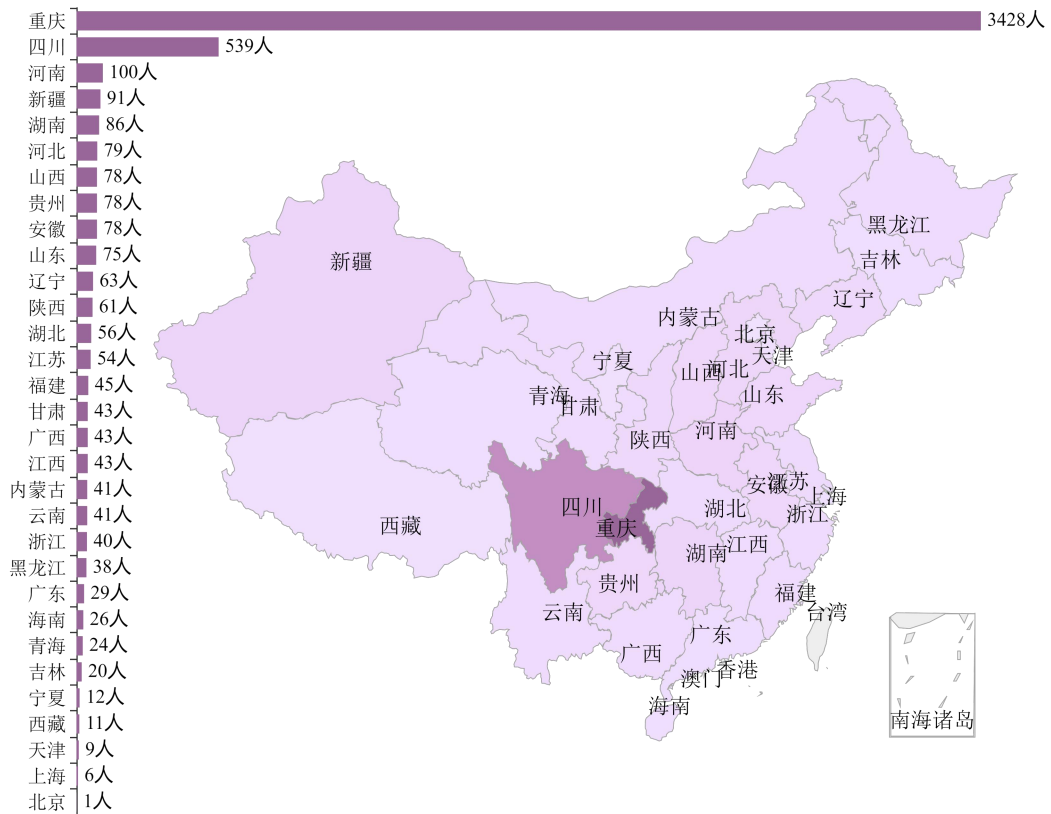 重庆 3428人
四川 539人
河南 100人
新疆 91人
湖南 86人
河北 79人
山西 78人
贵州 78人
安徽 78人
山东 75人
辽宁 63人
陕西 61人
湖北 56人
江苏 54人
福建 45人
甘肃 43人
广西 43人
江西 43人
内蒙古 41人
云南 41人
浙江 40人
黑龙江 38人
广东 29人
海南 26人
青海 24人
吉林 20人
宁夏 12人
西藏 11人
天津 9人
上海 6人
北京 1人
黑龙江
吉林
新疆
辽宁
内蒙古
北京
天津
宁夏
山西
河北
青海
甘肃
山东
河南
陕西
安徽
江苏
上海
四川
湖北
浙江
西藏
重庆
湖南
江西
贵州
福建
云南
台湾
广东
广西
香港
澳门
海南
南海诸岛